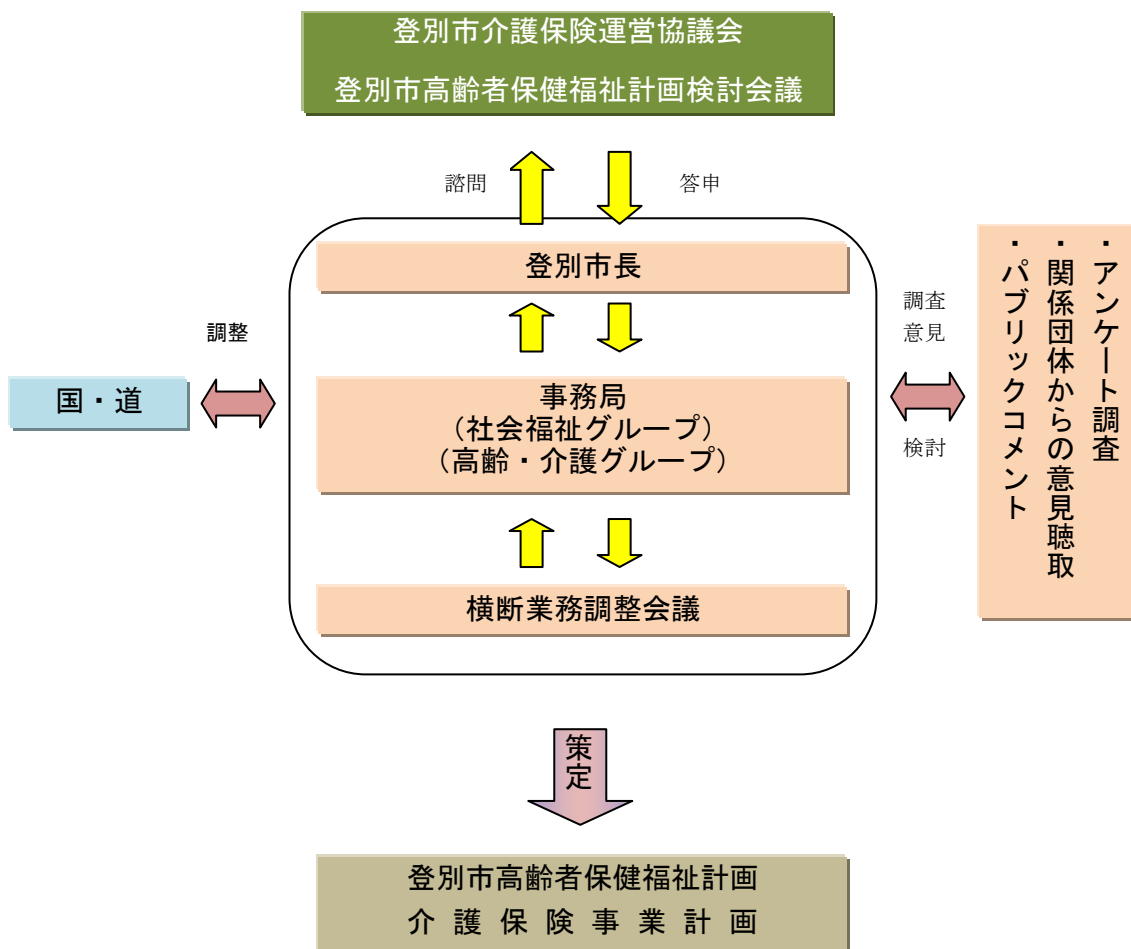 登別市介護保険運営協議会
登別市高齢者保健福祉計画検討会議
諮問
答申
登別市長
調整
国・道
事務局
（社会福祉グループ）
（高齢・介護グループ）
調査
意見
検討
・アンケート調査
・関係団体からの意見聴取
・パブリックコメント
横断業務調整会議
策定
登別市高齢者保健福祉計画
介護保険事業計画